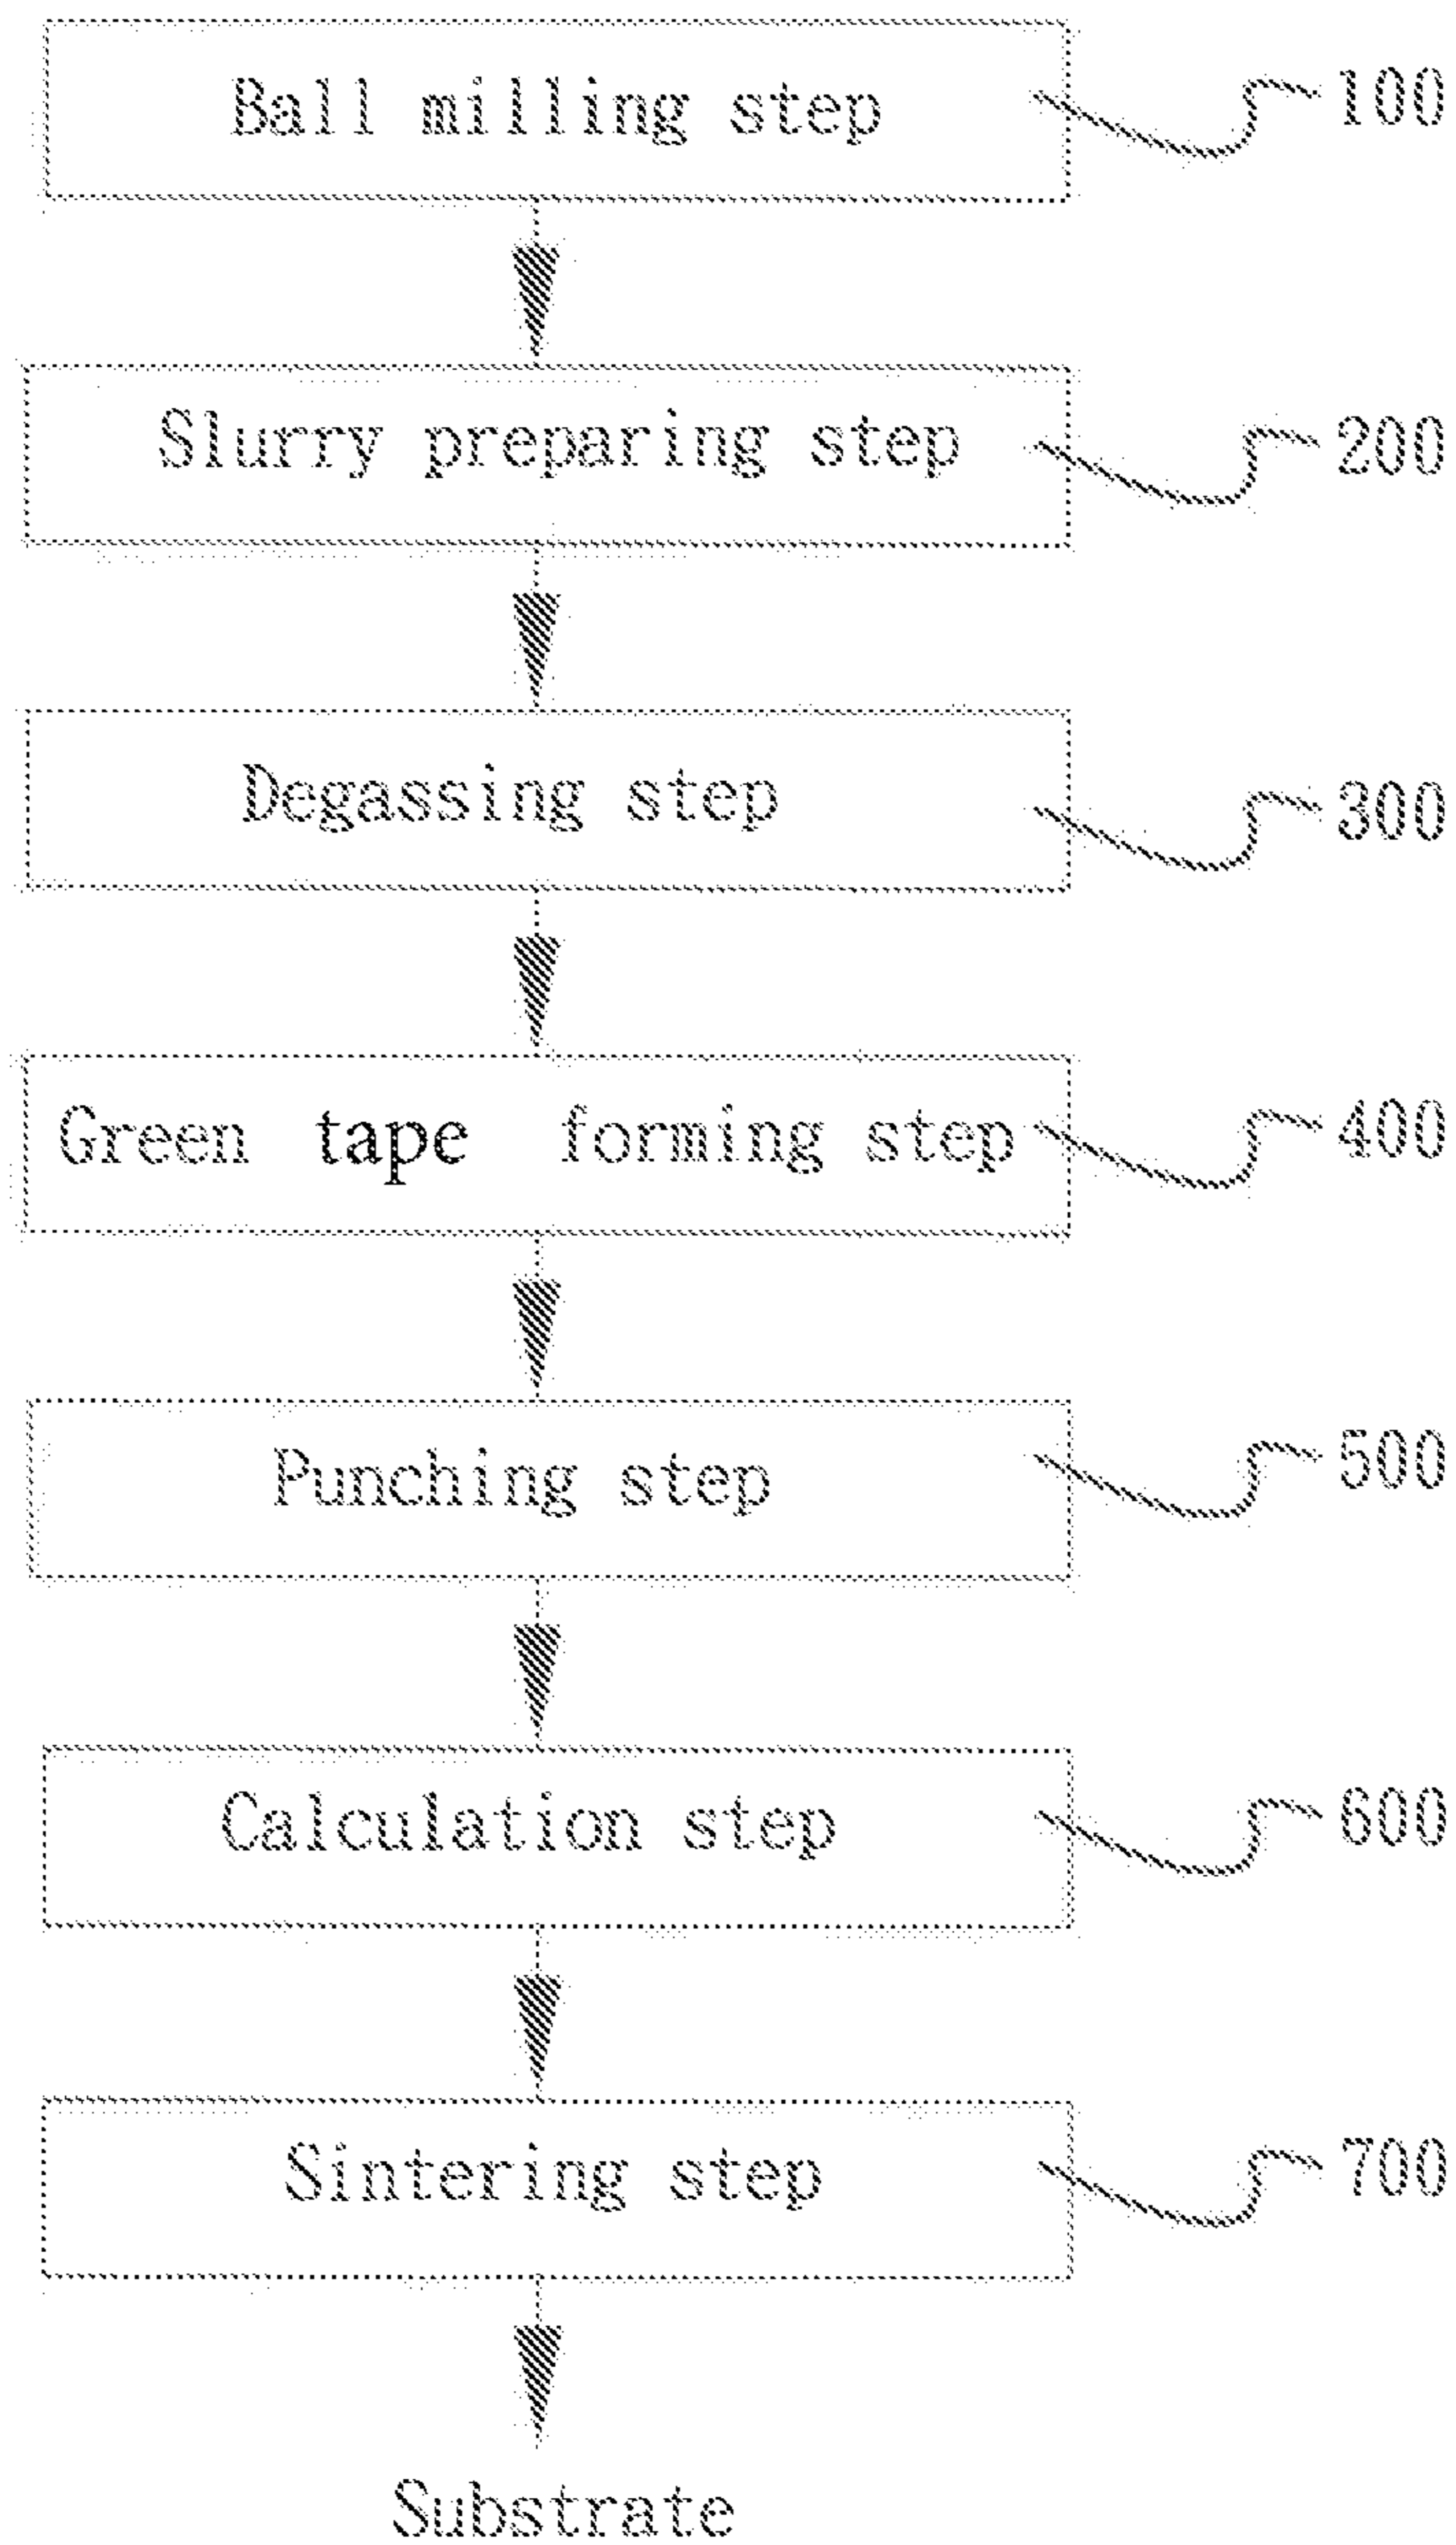 Ball milling step 100
Slurry preparing step 200
Degassing step 300
Green tape forming step 400
Punching step 500
Calculation step 600
Sintering step 700
Substrate